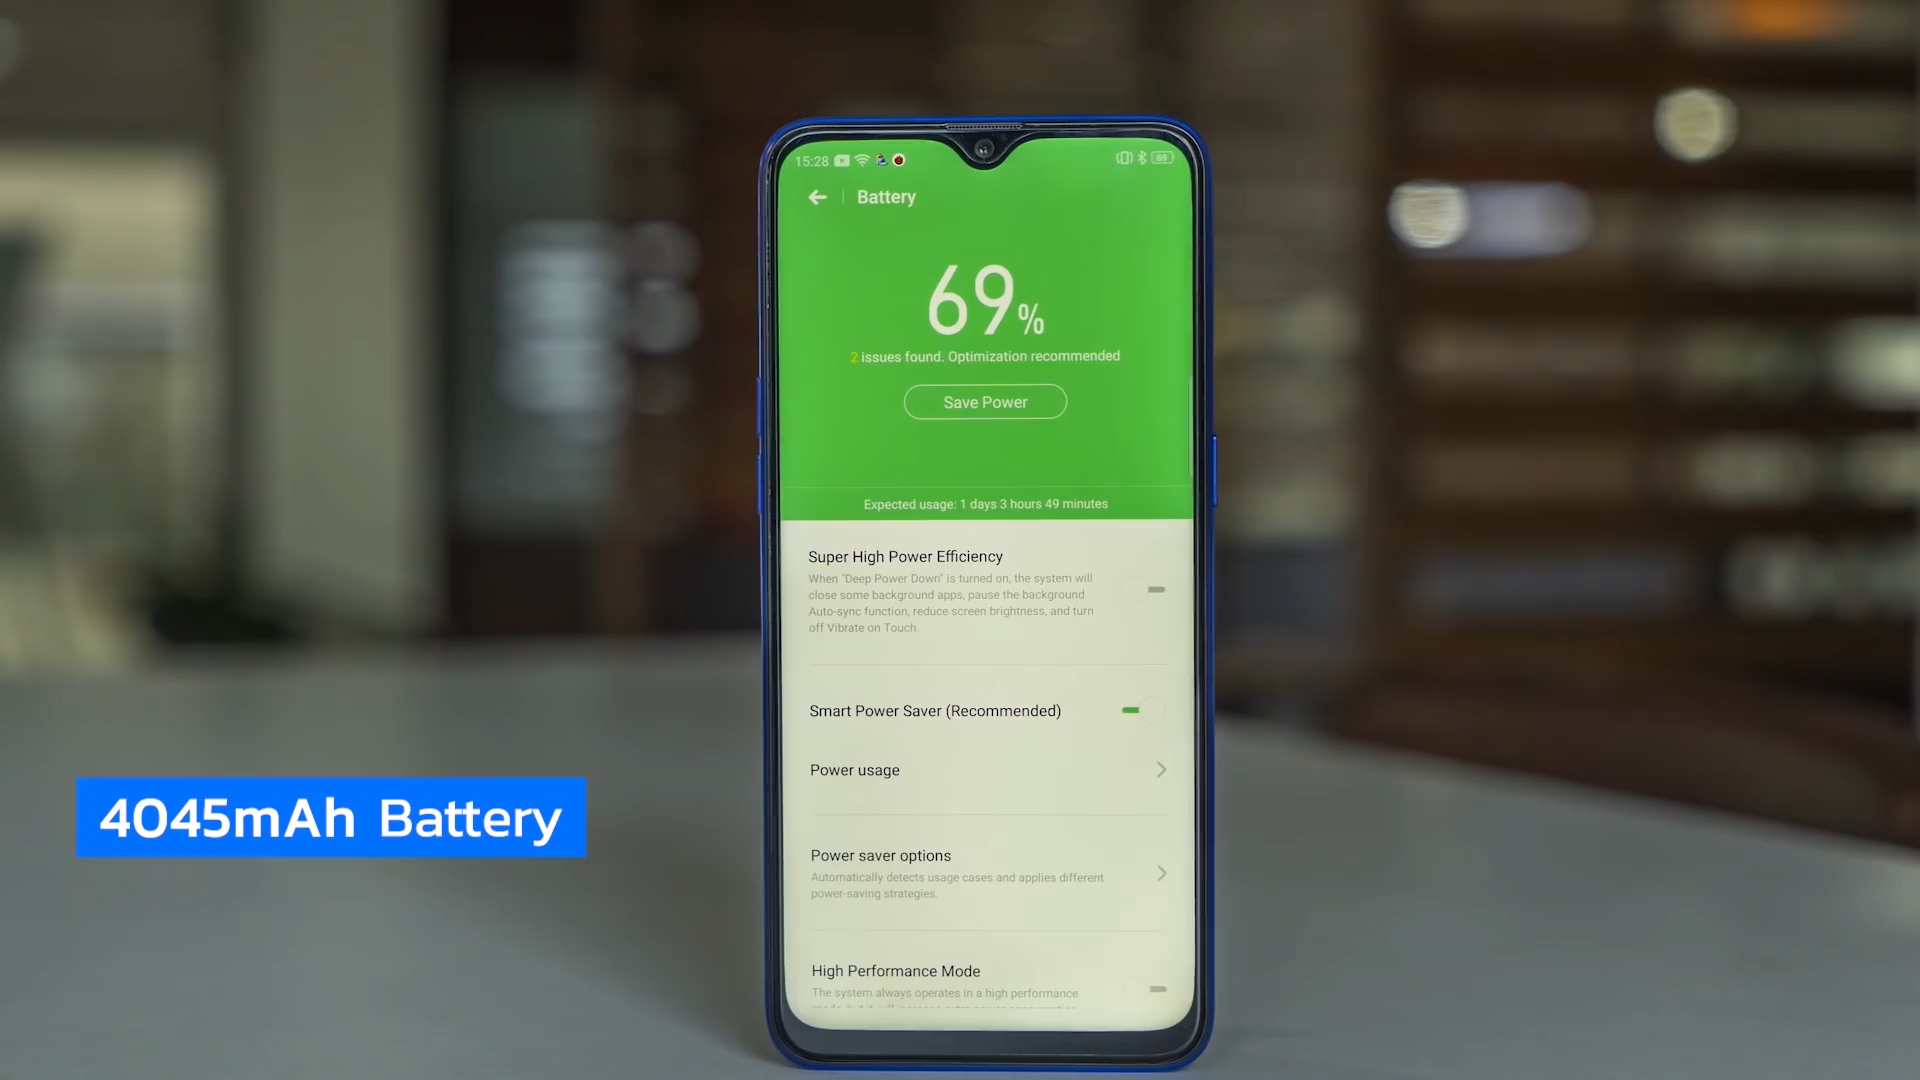 15:28
69
Battery
69%
2 issues found. Optimization recommended
Save Power
Expected usage: 1 days 3 hours 49 minutes
Super High Power Efficiency
When "Deep Power Down" is turned on, the system will
close some background apps, pause the background
Auto-sync function, reduce screen brightness, and turn
off Vibrate on Touch.
Smart Power Saver (Recommended)
Power usage
4045mAh Battery
Power saver options
Automatically detects usage cases and applies different
power-saving strategies.
High Performance Mode
The system always operates in a high performance